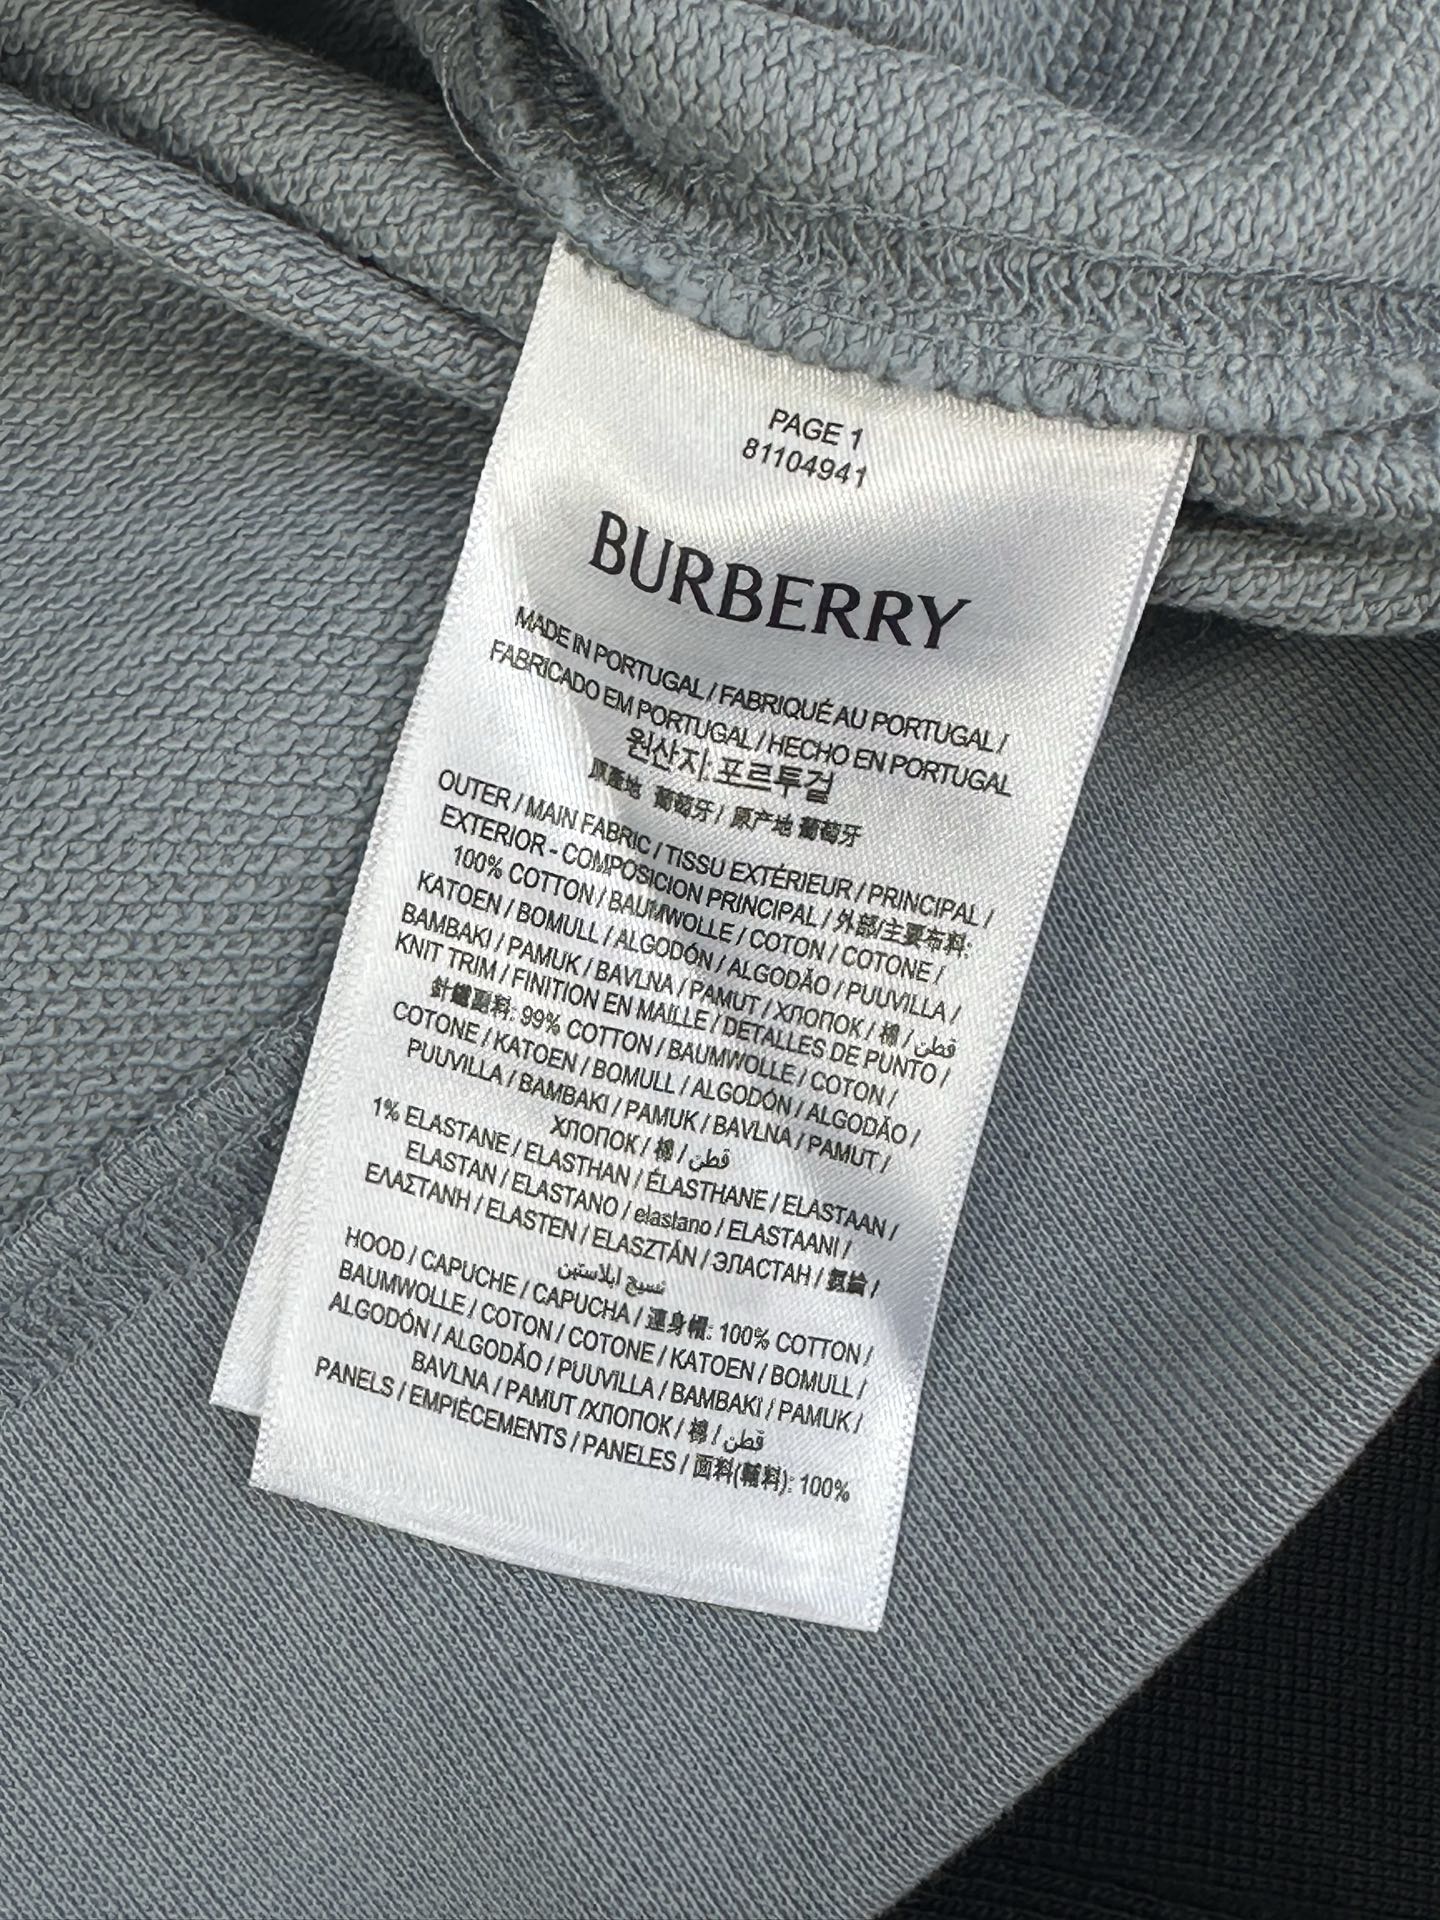 PAGE 1
81104941
BURBERRY
MADE IN PORTUGAL / FABRIQUÉ AU PORTUGAL /
FABRICADO EM PORTUGAL / HECHO EN PORTUGAL
원산지: 포르투갈
原產地 葡萄牙 / 原产地 葡萄牙
OUTER / MAIN FABRIC / TISSU EXTÉRIEUR / PRINCIPAL /
EXTERIOR - COMPOSICION PRINCIPAL / 外部/主要布料:
100% COTTON / BAUMWOLLE / COTON / COTONE /
KATOEN / BOMULL / ALGODÓN / ALGODÃO / PUUVILLA /
BAMBAKI / PAMUK / BAVLNA / PAMUT / ХЛОПОК / 棉 / قطن
KNIT TRIM / FINITION EN MAILLE / DETALLES DE PUNTO /
針織副料: 99% COTTON / BAUMWOLLE / COTON /
COTONE / KATOEN / BOMULL / ALGODÓN / ALGODÃO /
PUUVILLA / BAMBAKI / PAMUK / BAVLNA / PAMUT /
ХЛОПОК / 棉 / قطن
1% ELASTANE / ELASTHAN / ÉLASTHANE / ELASTAAN /
ELASTAN / ELASTANO / elastano / ELASTAANI /
ΕΛΑΣΤΑΝΗ / ELASTEN / ELASZTÁN / ЭЛАСТАН / 氨綸 /
نسيج إيلاستين
HOOD / CAPUCHE / CAPUCHA / 連身帽: 100% COTTON /
BAUMWOLLE / COTON / COTONE / KATOEN / BOMULL /
ALGODÓN / ALGODÃO / PUUVILLA / BAMBAKI / PAMUK /
BAVLNA / PAMUT /ХЛОПОК / 棉 / قطن
PANELS / EMPIÈCEMENTS / PANELES / 面料(輔料): 100%